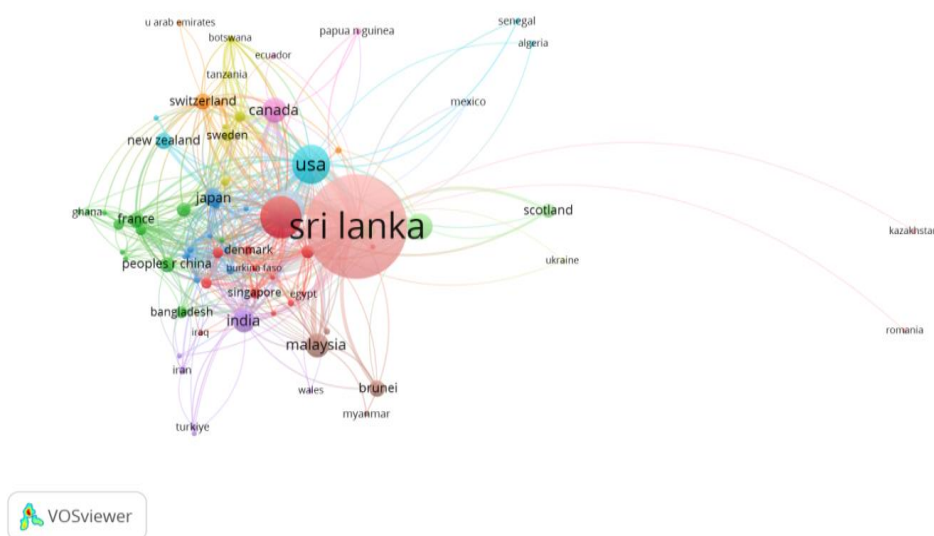 u arab emirates
senegal
botswana
papua n guinea
algeria
ecuador
tanzania
switzerland
mexico
canada
new zealand
sweden
usa
japan
ghana
france
scotland
sri lanka
kazakhstan
denmark
peoples r china
burkina faso
ukraine
singapore
egypt
bangladesh
india
iraq
romania
malaysia
iran
wales
brunei
myanmar
turkiye
VOSviewer